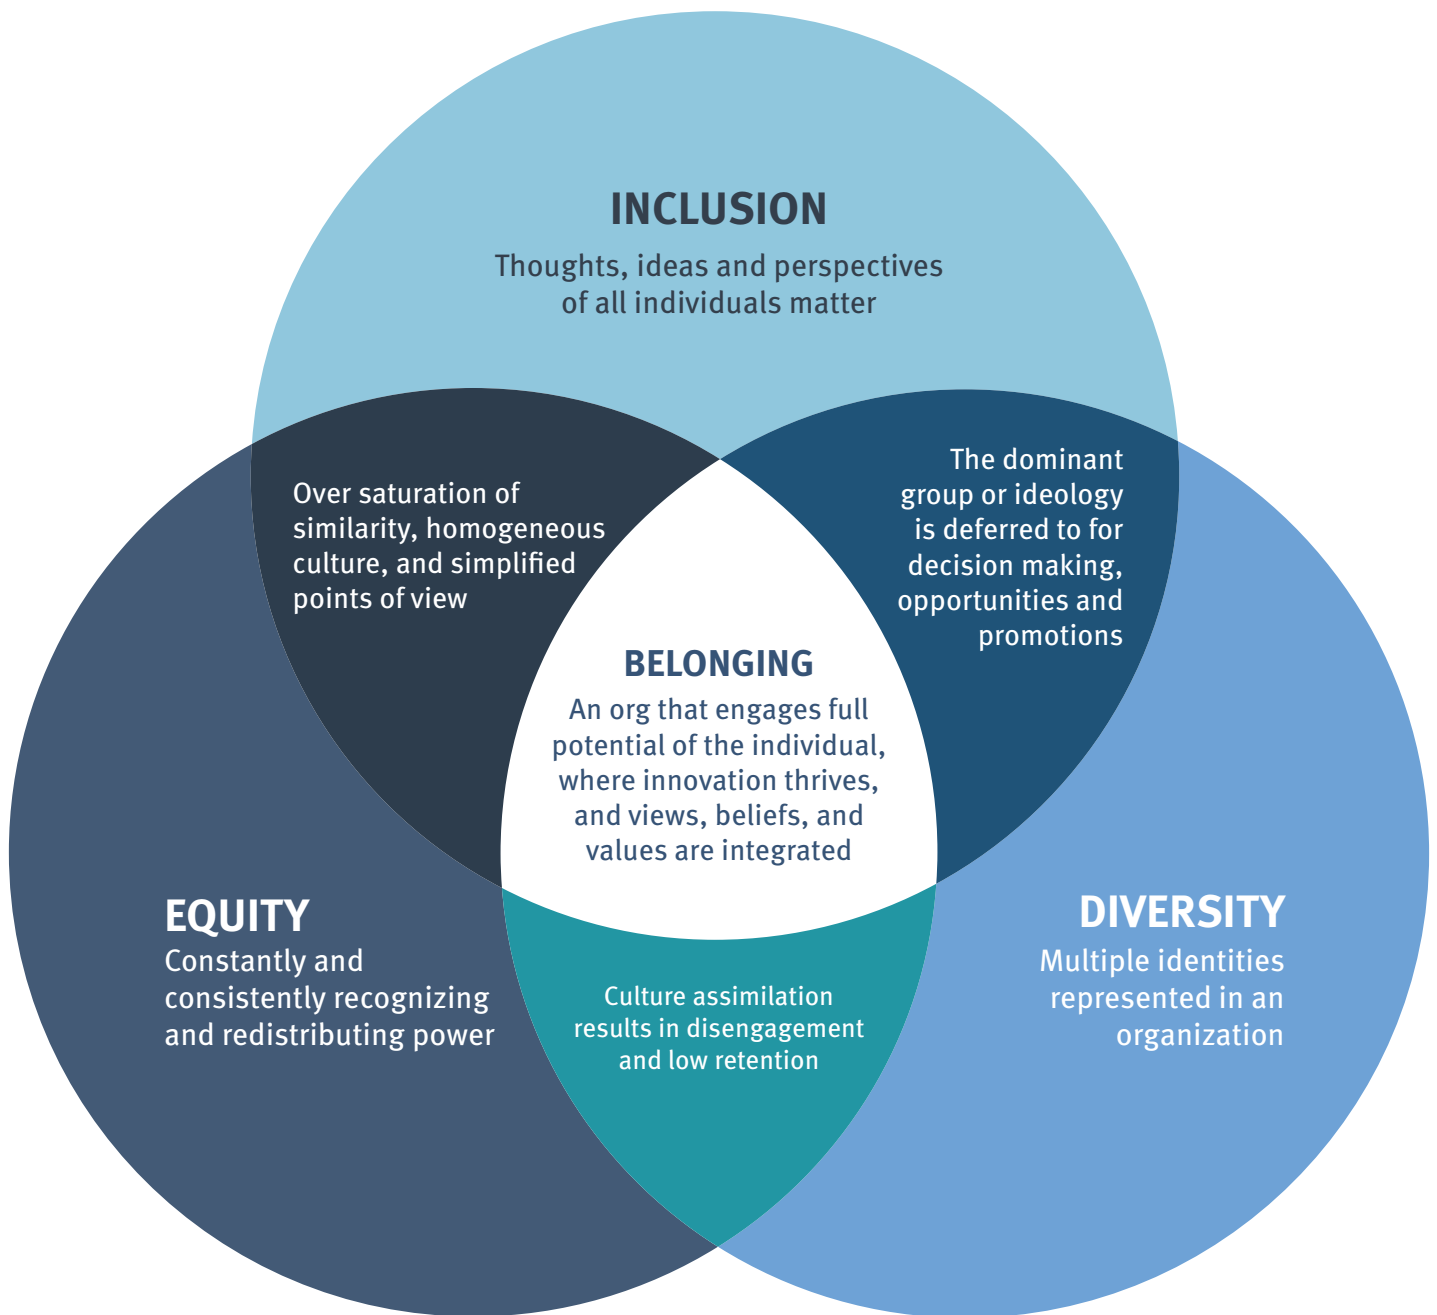 INCLUSION
Thoughts, ideas and perspectives
of all individuals matter
Over saturation of
similarity, homogeneous
culture, and simplified
points of view
The dominant
group or ideology
is deferred to for
decision making,
opportunities and
promotions
BELONGING
An org that engages full
potential of the individual,
where innovation thrives,
and views, beliefs, and
values are integrated
EQUITY
Constantly and
consistently recognizing
and redistributing power
DIVERSITY
Multiple identities
represented in an
organization
Culture assimilation
results in disengagement
and low retention